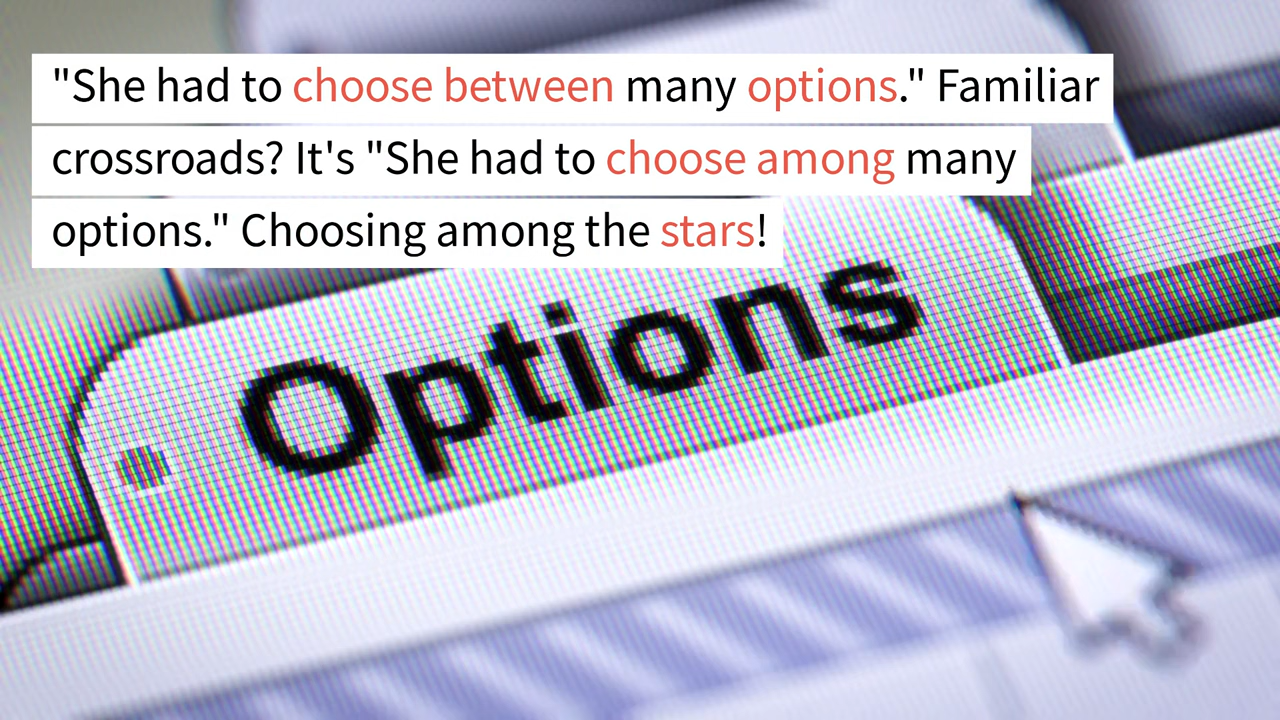 "She had to choose between many options." Familiar
crossroads? It's "She had to choose among many
options." Choosing among the stars!
Options